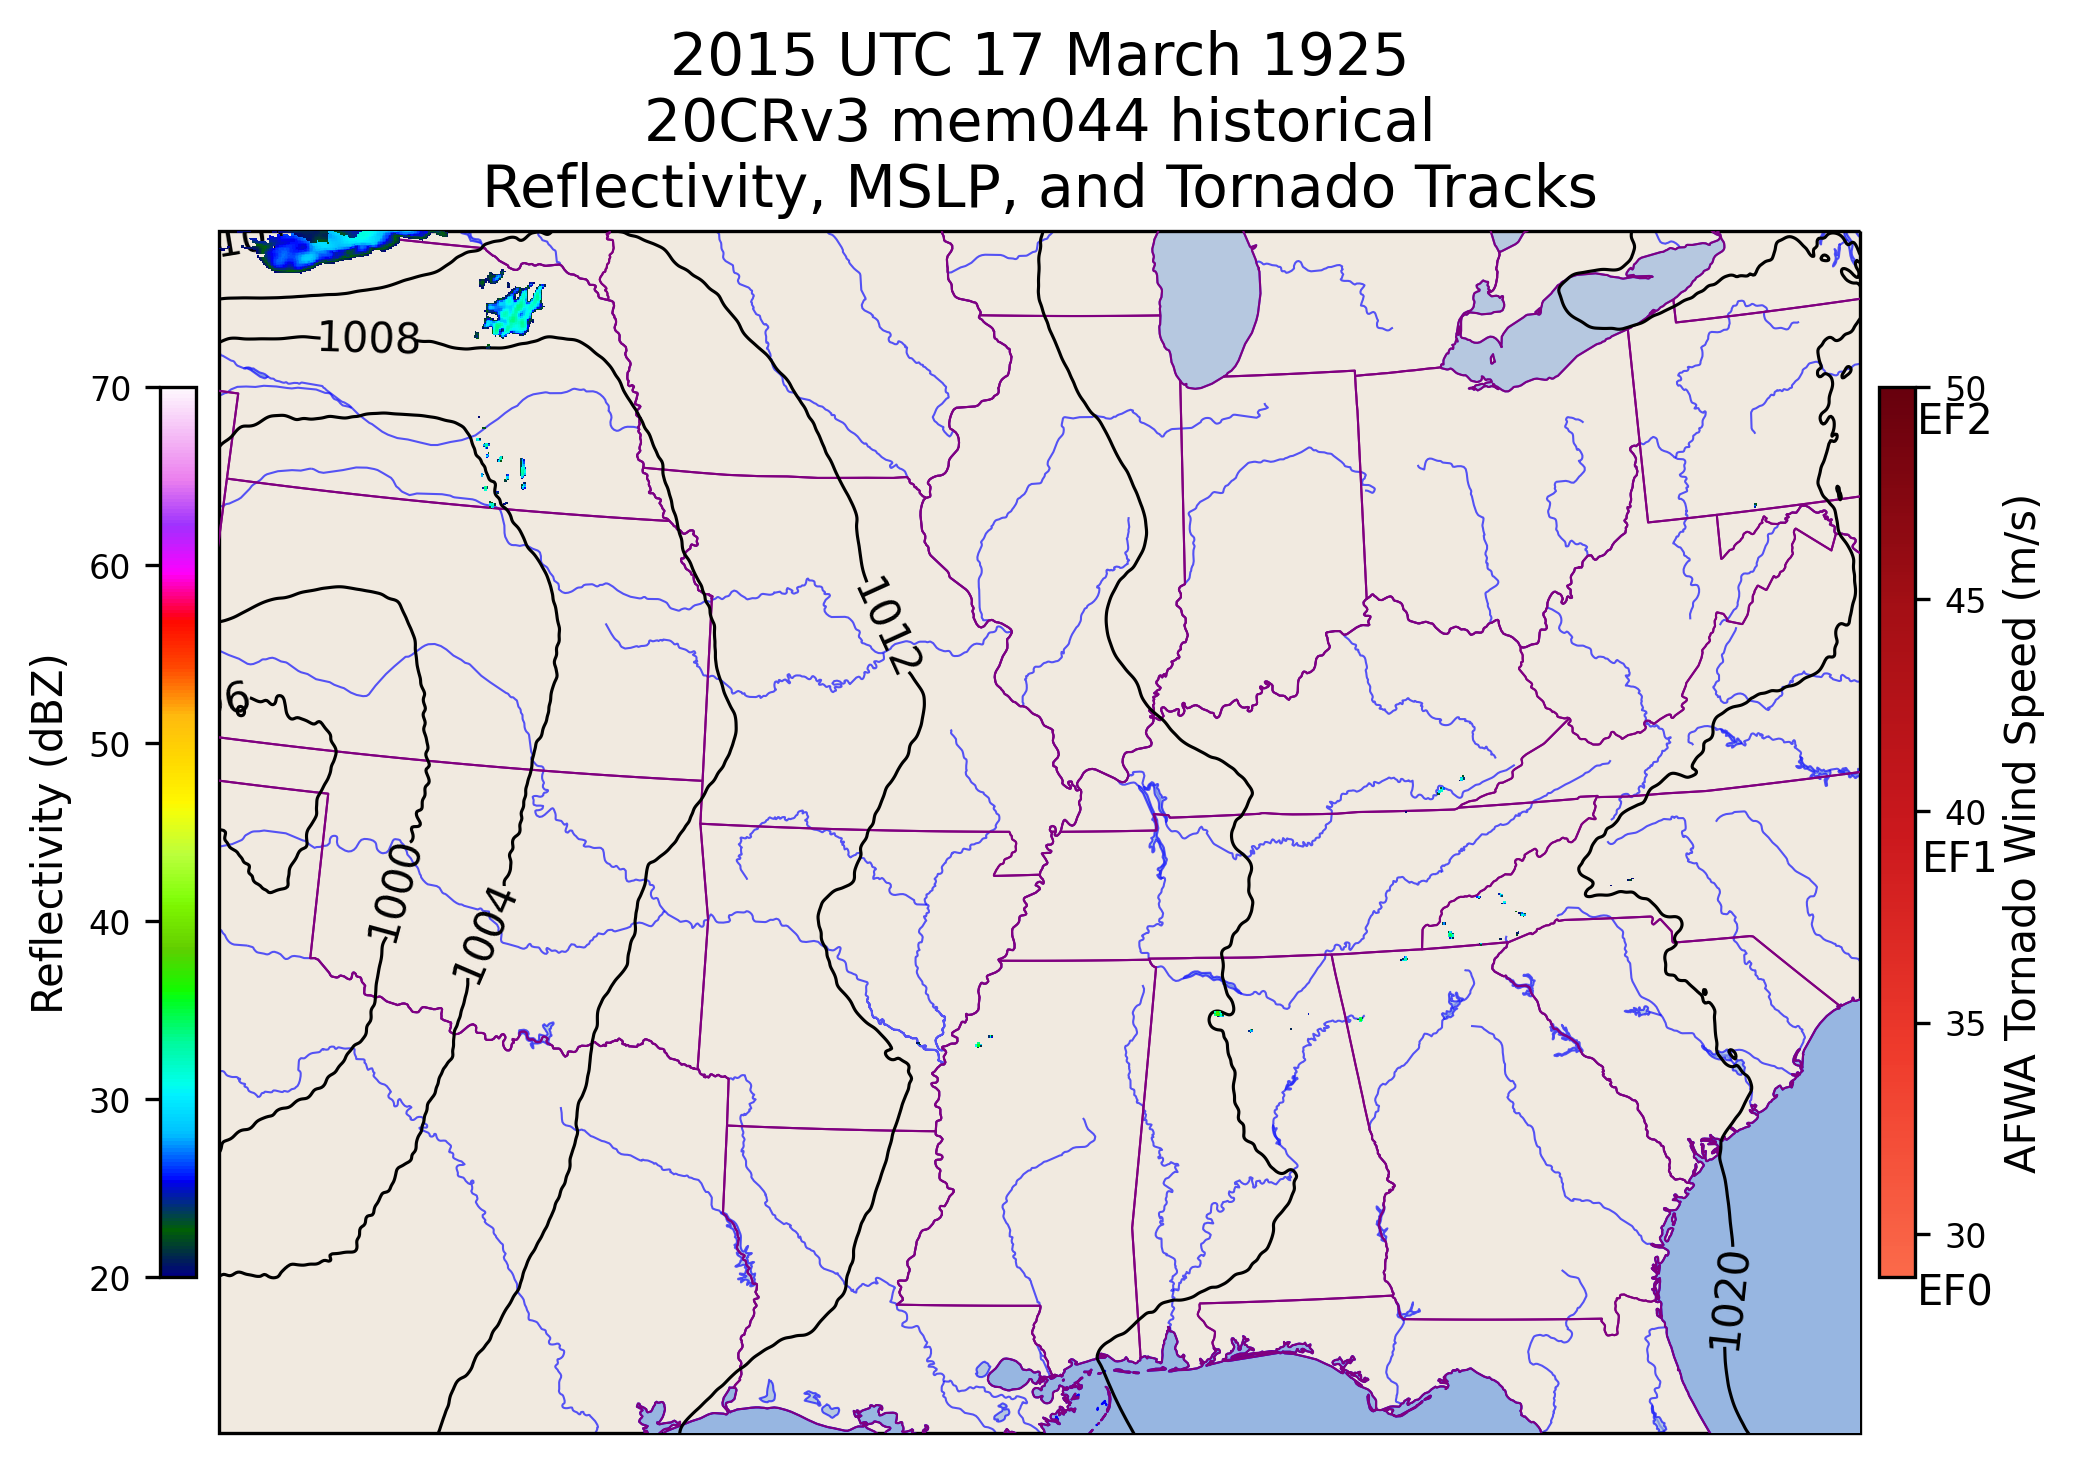 2015 UTC 17 March 1925
20CRv3 mem044 historical
Reflectivity, MSLP, and Tornado Tracks
10
1008
70
50
EF2
60
45
1012
6
50
Reflectivity (dBZ)
AFWA Tornado Wind Speed (m/s)
40
EF1
1000
1004
40
35
30
30
20
EF0
1020